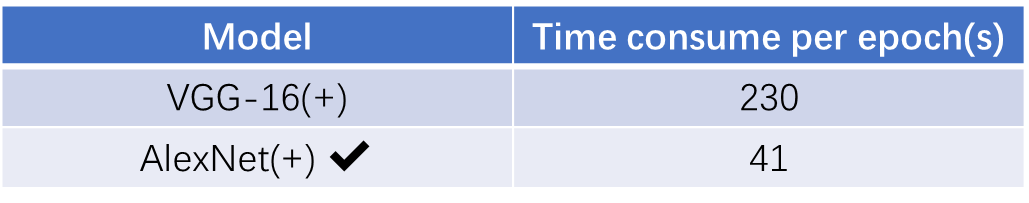 Model Time consume per epoch(s)
VGG-16(+) 230
AlexNet(+) ✔ 41